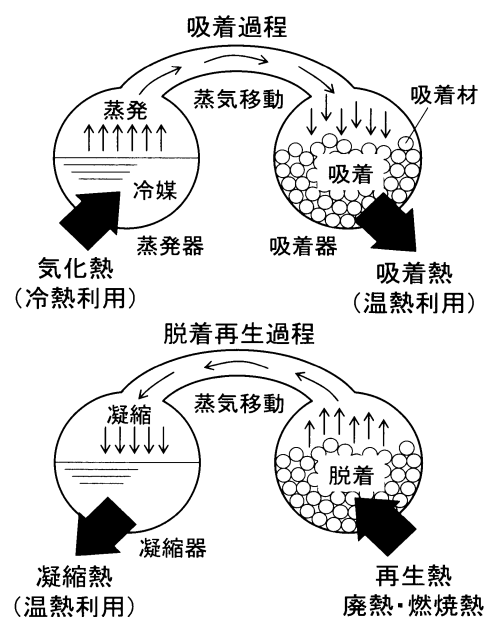 吸着過程
蒸気移動
吸着材
蒸発
冷媒
吸着
蒸発器
吸着器
気化熱
(冷熱利用)
吸着熱
(温熱利用)
脱着再生過程
蒸気移動
凝縮
脱着
凝縮器
凝縮熱
(温熱利用)
再生熱
廃熱・燃焼熱